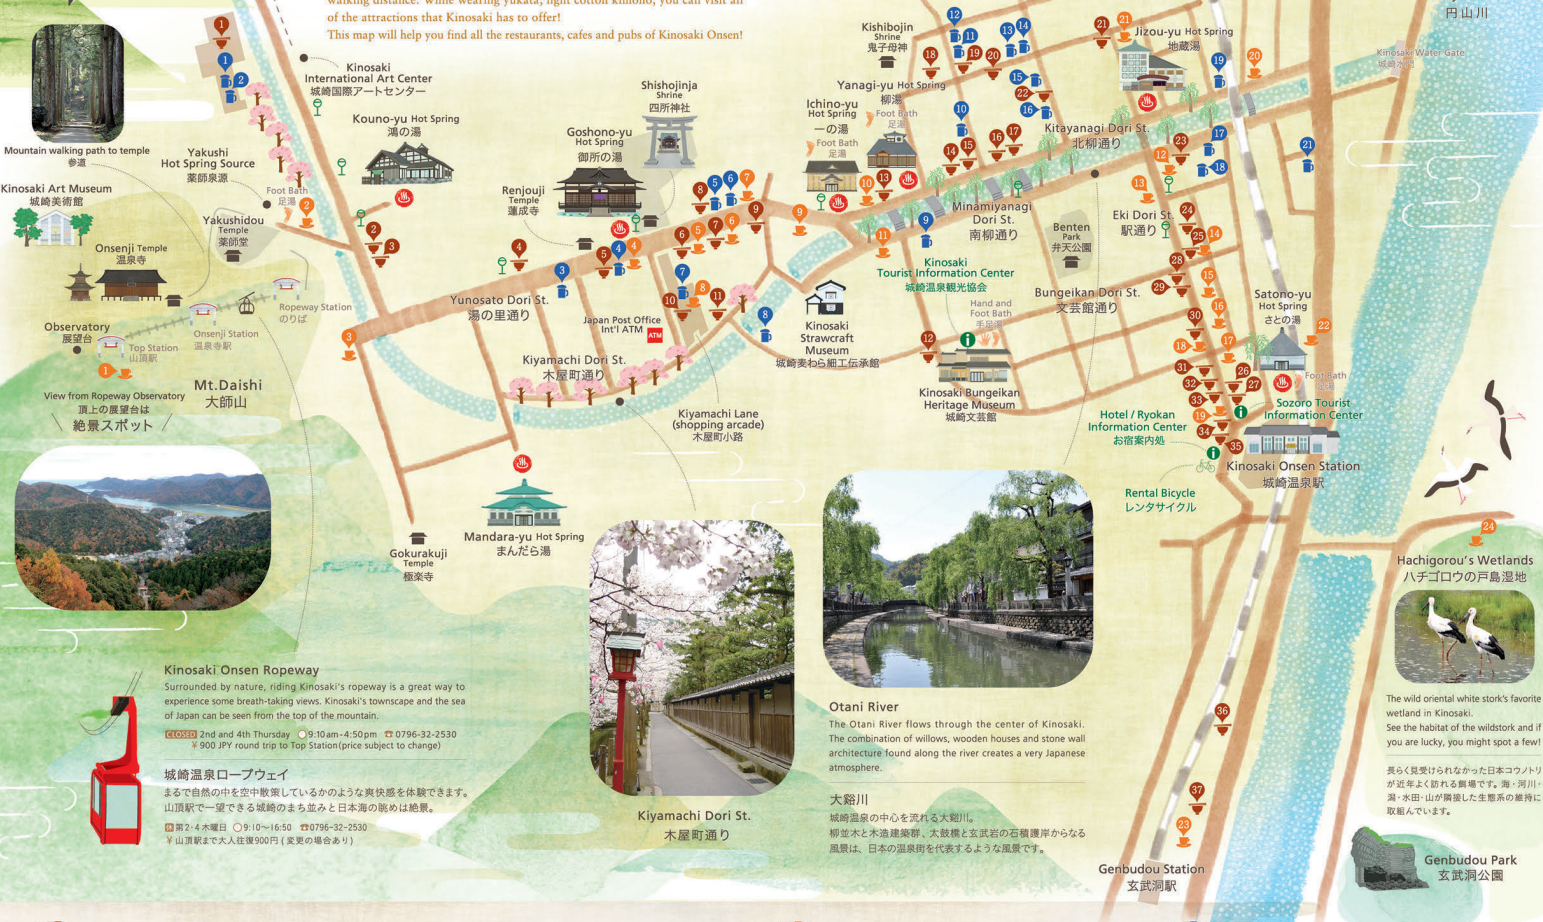 walking distance. While wearing yukata, light cotton kimono, you can visit all
of the attractions that Kinosaki has to offer!
This map will help you find all the restaurants, cafes and pubs of Kinosaki Onsen!
円山川
Kinosaki Water Gate
城崎水門
Kishibojin
Shrine
鬼子母神
Jizou-yu Hot Spring
地蔵湯
Kinosaki
International Art Center
城崎国際アートセンター
Mountain walking path to temple
参道
Kinosaki Art Museum
城崎美術館
Yakushi
Hot Spring Source
薬師泉源
Foot Bath
足湯
Yakushidou
Temple
薬師堂
Kouno-yu Hot Spring
鴻の湯
Goshono-yu
Hot Spring
御所の湯
Shishojinja
Shrine
四所神社
Renjouji
Temple
蓮成寺
Yanagi-yu Hot Spring
柳湯
Foot Bath
足湯
Ichino-yu
Hot Spring
一の湯
Foot Bath
足湯
Kitayanagi Dori St.
北柳通り
Minamiyanagi
Dori St.
南柳通り
Benten
Park
弁天公園
Eki Dori St.
駅通り
Onsenji Temple
温泉寺
Ropeway Station
のりば
Onsenji Station
温泉寺駅
Observatory
展望台
Top Station
山頂駅
Mt.Daishi
大師山
View from Ropeway Observatory
頂上の展望台は
絶景スポット
Yunosato Dori St.
湯の里通り
Japan Post Office
Int'l ATM
ATM
Kiyamachi Dori St.
木屋町通り
Kiyamachi Lane
(shopping arcade)
木屋町小路
Kinosaki
Strawcraft
Museum
城崎麦わら細工伝承館
Kinosaki
Tourist Information Center
城崎温泉観光協会
Hand and
Foot Bath
手足湯
Kinosaki Bungeikan
Heritage Museum
城崎文芸館
Bungeikan Dori St.
文芸館通り
Satono-yu
Hot Spring
さとの湯
Foot Bath
足湯
Sozoro Tourist
Information Center
Hotel / Ryokan
Information Center
お宿案内処
Kinosaki Onsen Station
城崎温泉駅
Rental Bicycle
レンタサイクル
Mandara-yu Hot Spring
まんだら湯
Gokurakuji
Temple
極楽寺
Kinosaki Onsen Ropeway
Surrounded by nature, riding Kinosaki's ropeway is a great way to
experience some breath-taking views. Kinosaki's townscape and the sea
of Japan can be seen from the top of the mountain.
CLOSED 2nd and 4th Thursday 9:10am-4:50pm ☎0796-32-2530
¥ 900 JPY round trip to Top Station(price subject to change)
城崎温泉ロープウェイ
まるで自然の中を空中散策しているかのような爽快感を体験できます。
山頂駅で一望できる城崎のまち並みと日本海の眺めは絶景。
休 第2・4木曜日 9:10〜16:50 ☎0796-32-2530
¥ 山頂駅まで大人往復900円 ( 変更の場合あり)
Kiyamachi Dori St.
木屋町通り
Otani River
The Otani River flows through the center of Kinosaki.
The combination of willows, wooden houses and stone wall
architecture found along the river creates a very Japanese
atmosphere.
大谿川
城崎温泉の中心を流れる大谿川。
柳並木と木造建築群、太鼓橋と玄武岩の石積護岸からなる
風景は、日本の温泉街を代表するような風景です。
Hachigorou's Wetlands
ハチゴロウの戸島湿地
The wild oriental white stork's favorite
wetland in Kinosaki.
See the habitat of the wildstork and if
you are lucky, you might spot a few!
長らく見受けられなかった日本コウノトリ
が近年よく訪れる餌場です。海・河川・
潟・水田・山が隣接した生態系の維持に
取組んでいます。
Genbudou Station
玄武洞駅
Genbudou Park
玄武洞公園